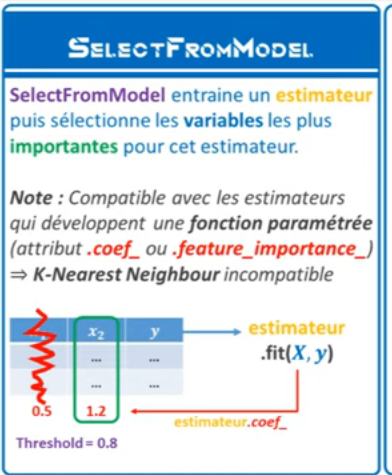 SELECTFROMMODEL
SelectFromModel entraine un estimateur
puis sélectionne les variables les plus
importantes pour cet estimateur.
Note : Compatible avec les estimateurs
qui développent une fonction paramétrée
(attribut .coef_ ou .feature_importance_)
⇒ K-Nearest Neighbour incompatible
x₂ y
... ...
... ...
0.5 1.2
estimateur
.fit(X, y)
estimateur.coef_
Threshold = 0.8